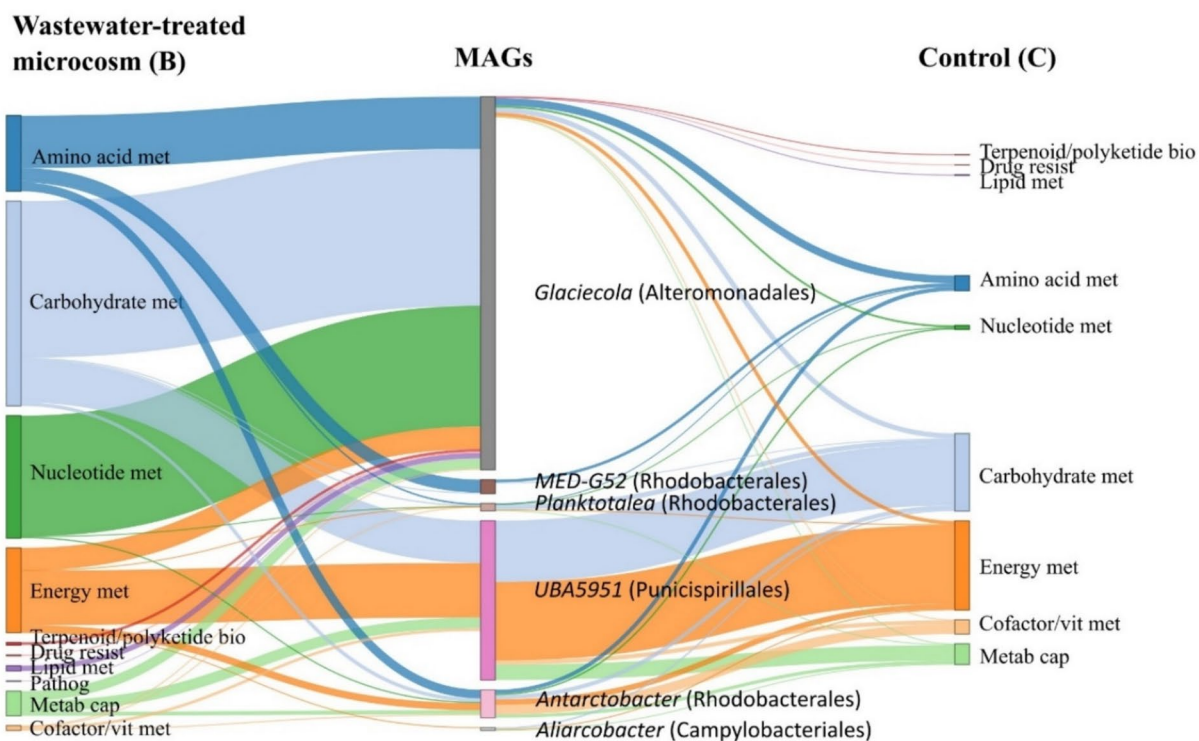 Wastewater-treated
microcosm (B)
MAGs
Control (C)
Amino acid met
Carbohydrate met
Nucleotide met
Energy met
Terpenoid/polyketide bio
Drug resist
Lipid met
Pathog
Metab cap
Cofactor/vit met
Glaciecola (Alteromonadales)
MED-G52 (Rhodobacterales)
Planktotalea (Rhodobacterales)
UBA5951 (Punicispirillales)
Antarctobacter (Rhodobacterales)
Aliarcobacter (Campylobacteriales)
Terpenoid/polyketide bio
Drug resist
Lipid met
Amino acid met
Nucleotide met
Carbohydrate met
Energy met
Cofactor/vit met
Metab cap